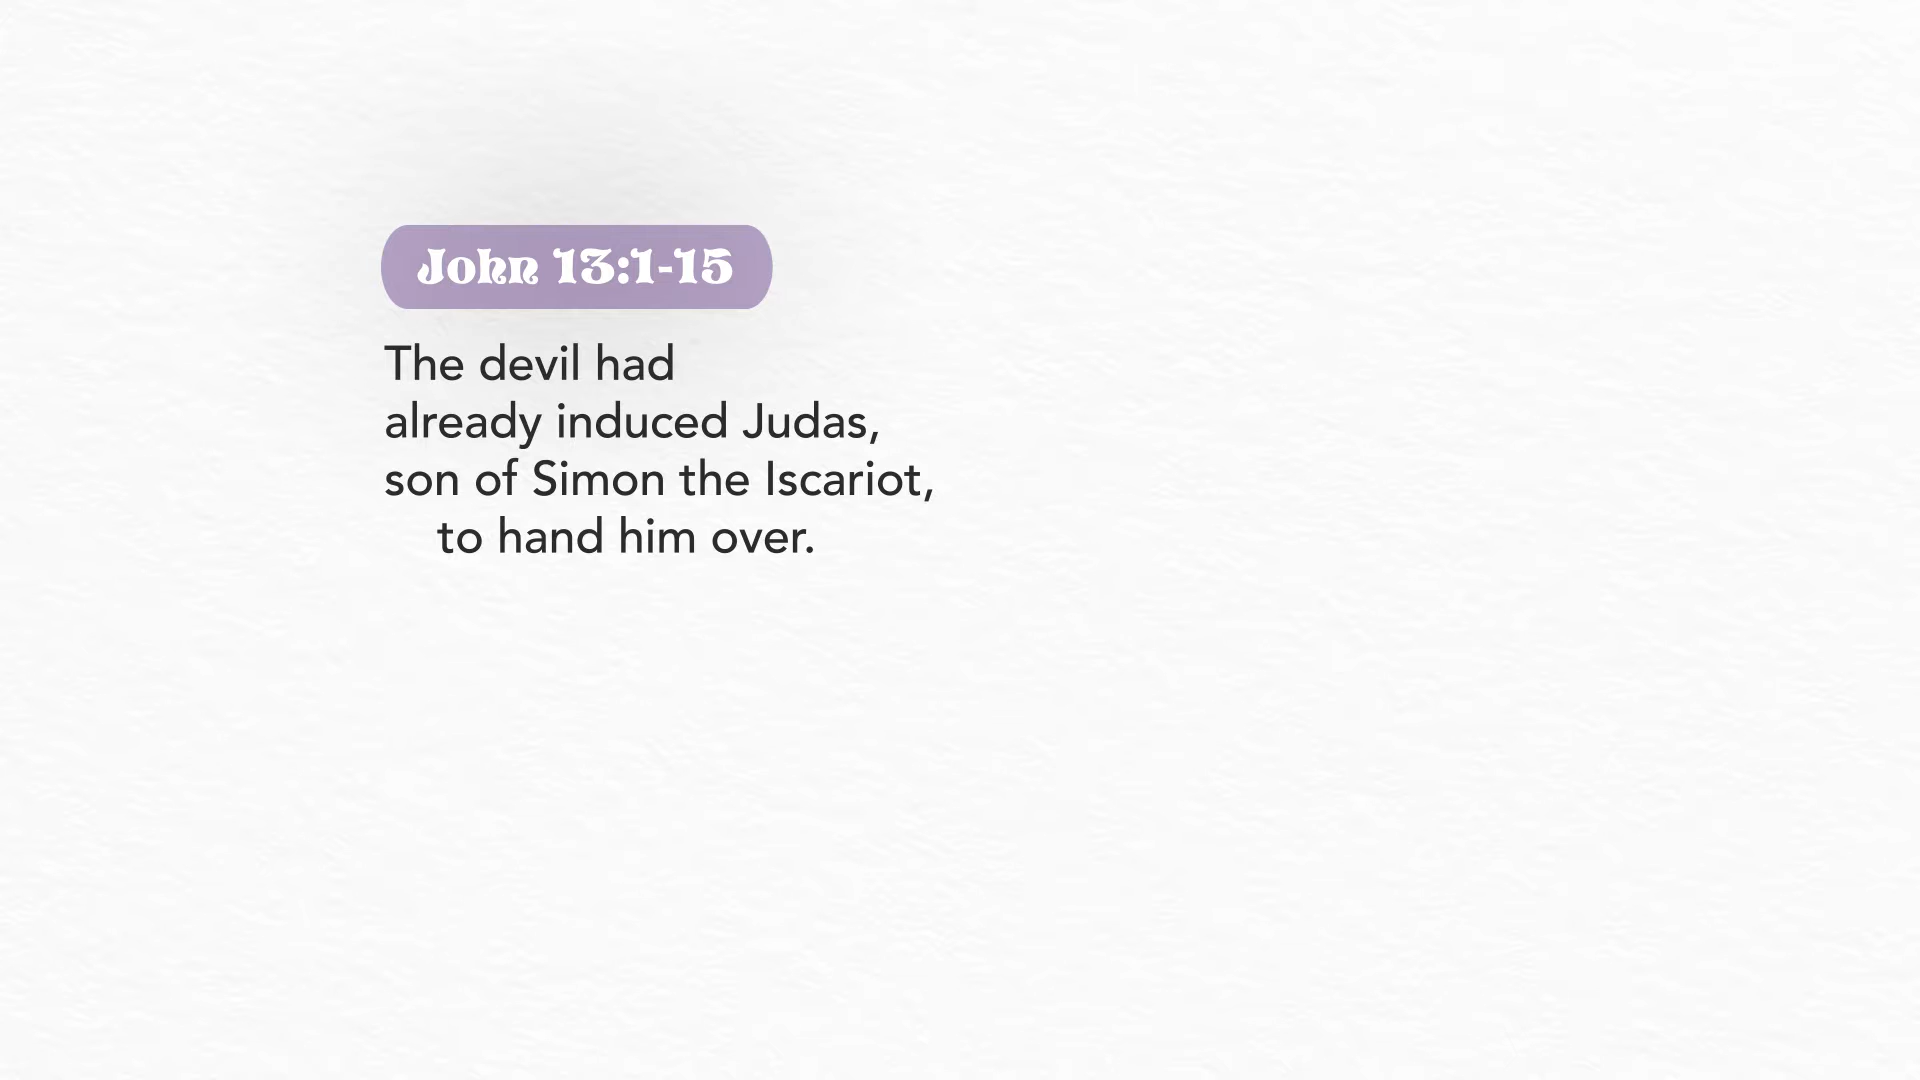 John 13:1-15
The devil had
already induced Judas,
son of Simon the Iscariot,
to hand him over.